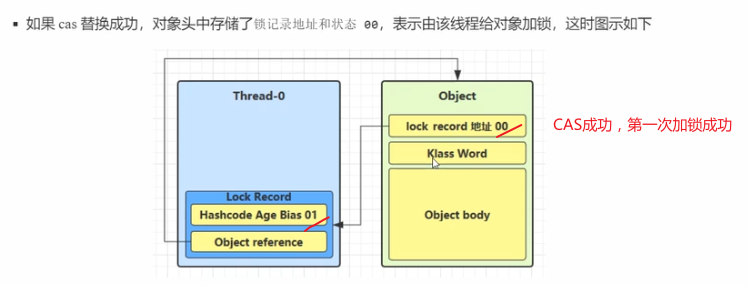 ▪ 如果 cas 替换成功，对象头中存储了锁记录地址和状态 00，表示由该线程给对象加锁，这时图示如下
Thread-0
Object
lock record 地址 00
CAS成功，第一次加锁成功
Klass Word
Lock Record
Hashcode Age Bias 01
Object body
Object reference